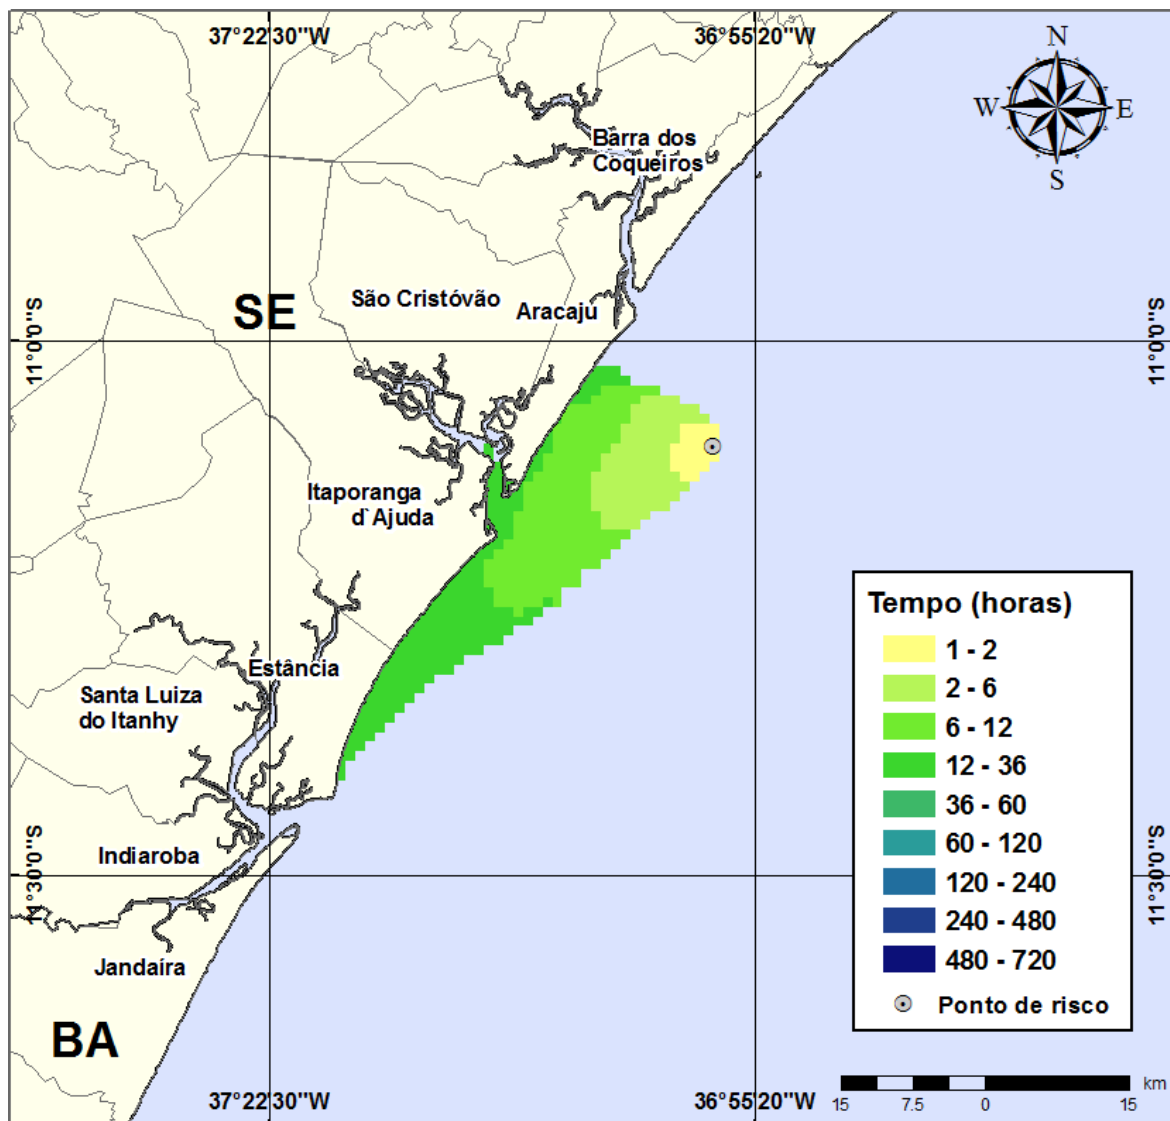 37°22'30"W
36°55'20"W
N
W
E
S
Barra dos
Coqueiros
SE
São Cristóvão
Aracaju
11°0'0"S
11°0'0"S
Itaporanga
d`Ajuda
Estância
Santa Luiza
do Itanhy
Indiaroba
11°30'0"S
11°30'0"S
Jandaíra
BA
Tempo (horas)
1 - 2
2 - 6
6 - 12
12 - 36
36 - 60
60 - 120
120 - 240
240 - 480
480 - 720
Ponto de risco
37°22'30"W
36°55'20"W
km
15
7.5
0
15